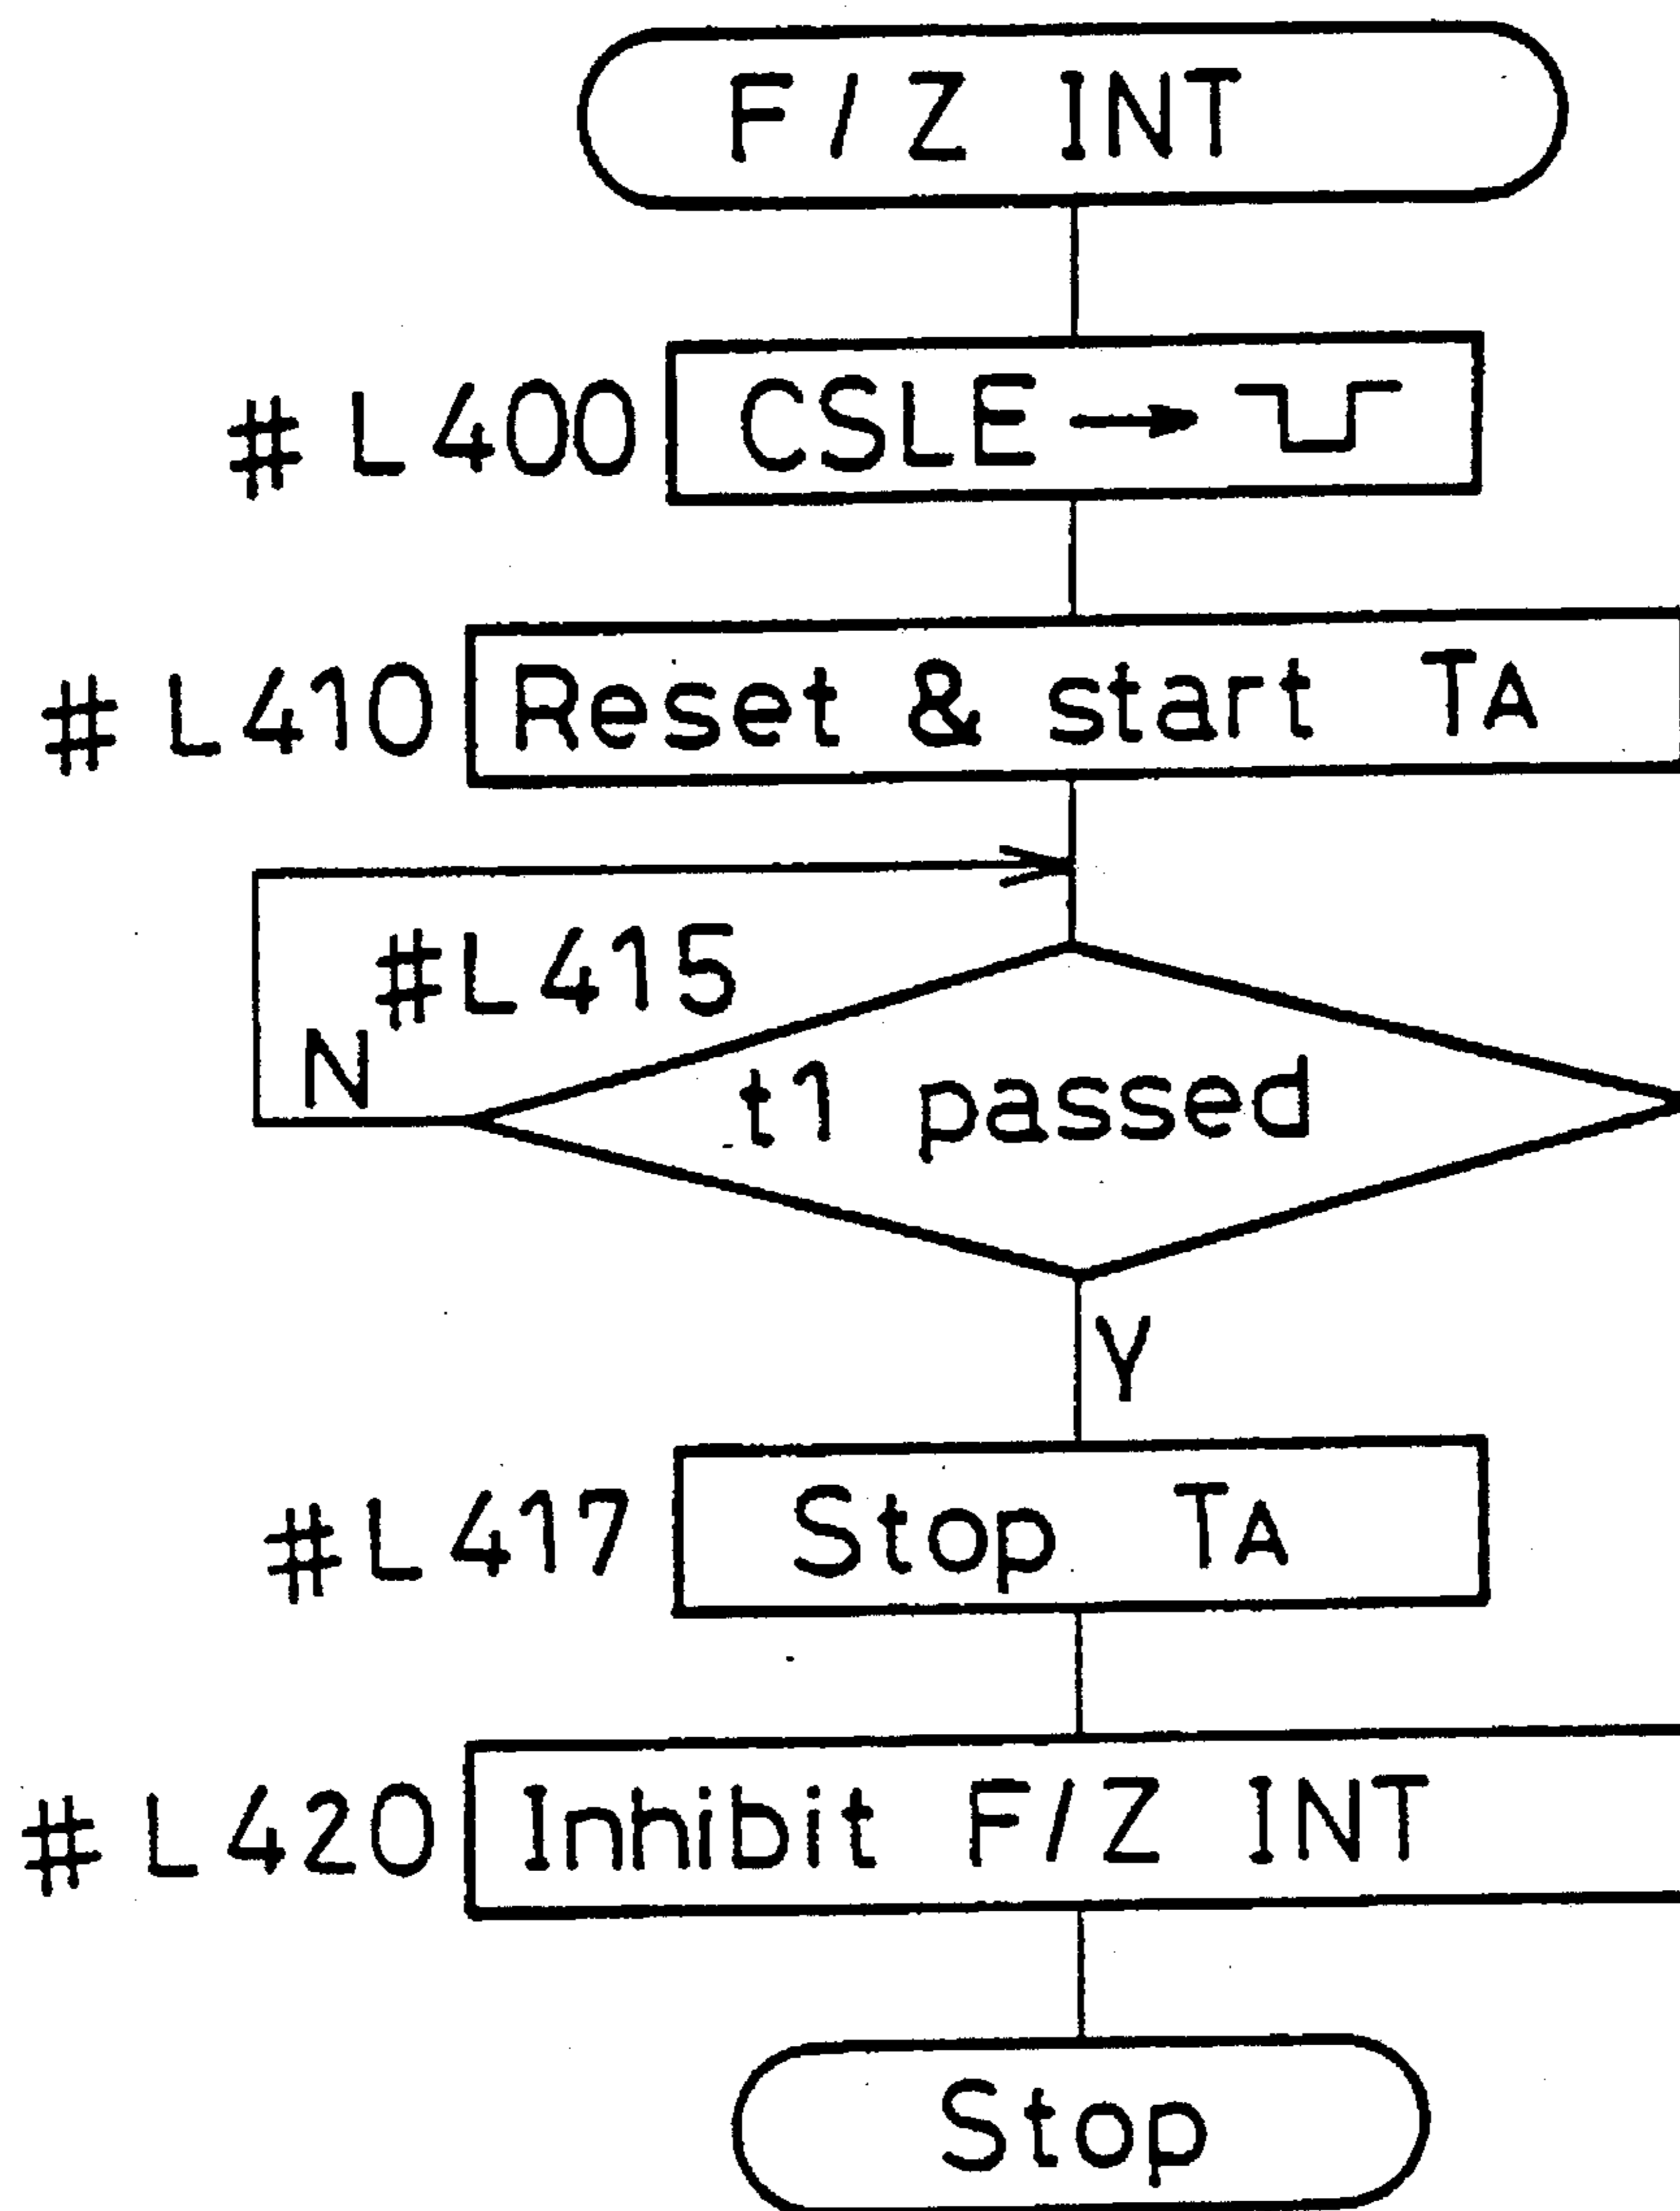 F/Z INT
#L400 CSLE →
#L410 Reset & start TA
#L415
N
t1 passed
Y
#L417 Stop TA
#L420 Inhibit F/Z INT
Stop